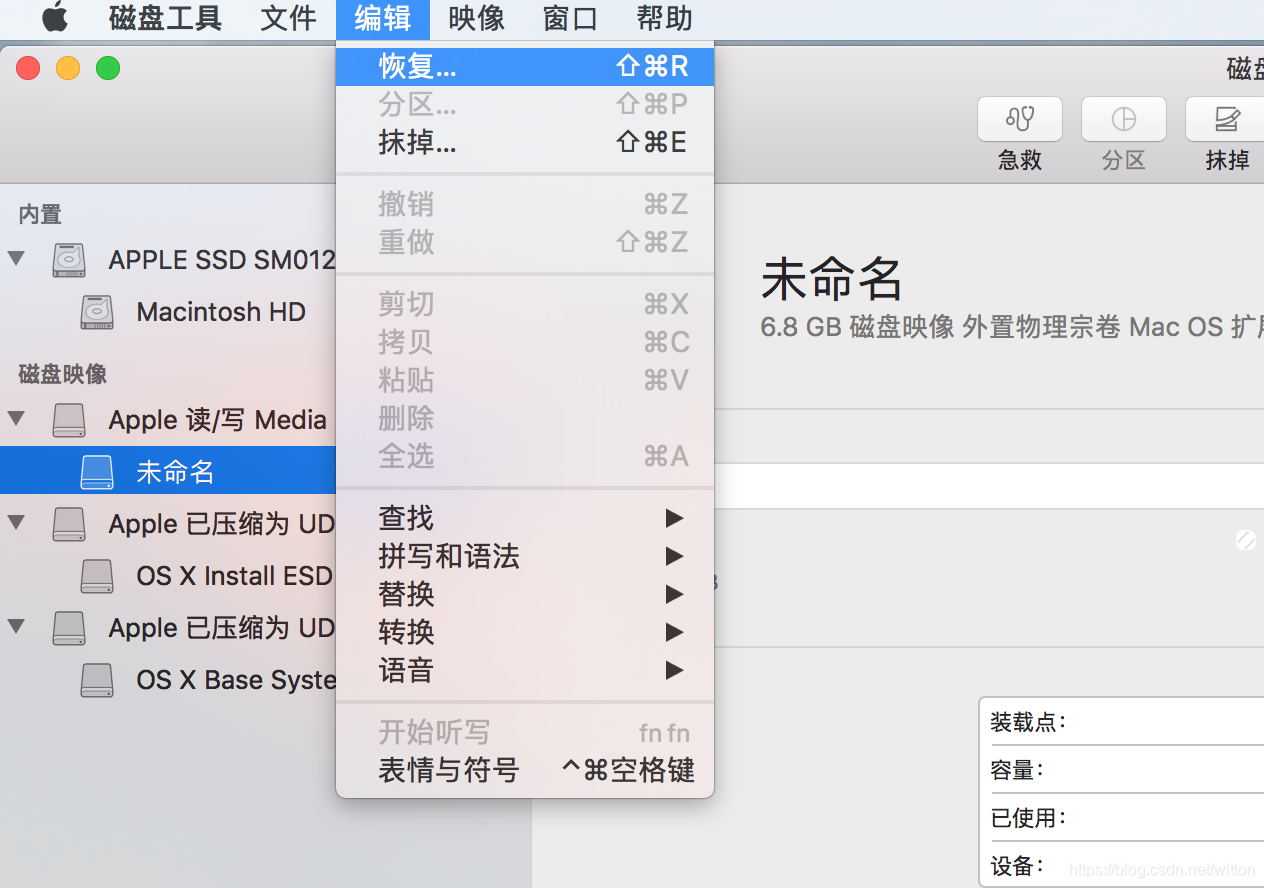 磁盘工具 文件 编辑 映像 窗口 帮助
磁盘
恢复... ⇧⌘R
分区... ⇧⌘P
抹掉... ⇧⌘E
撤销 ⌘Z
重做 ⇧⌘Z
剪切 ⌘X
拷贝 ⌘C
粘贴 ⌘V
删除
全选 ⌘A
查找 ▶
拼写和语法 ▶
替换 ▶
转换 ▶
语音 ▶
开始听写 fn fn
表情与符号 ^⌘空格键
急救 分区 抹掉
内置
APPLE SSD SM012
Macintosh HD
磁盘映像
Apple 读/写 Media
未命名
Apple 已压缩为 UD
OS X Install ESD
Apple 已压缩为 UD
OS X Base Syste
未命名
6.8 GB 磁盘映像 外置物理宗卷 Mac OS 扩展
装载点：
容量：
已使用：
设备：
https://blog.csdn.net/witton